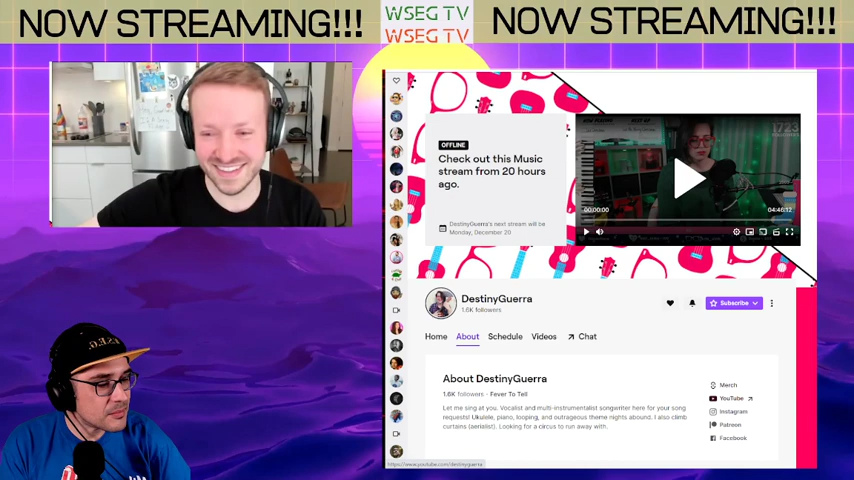 NOW STREAMING!!!
WSEG TV
WSEG TV
NOW STREAMING!!!
OFFLINE
Check out this Music
stream from 20 hours
ago.
DestinyGuerra's next stream will be
Monday, December 20
1723
00:00:00
04:46:12
DestinyGuerra
1.6K followers
Subscribe
Home
About
Schedule
Videos
Chat
About DestinyGuerra
1.6K followers · Fever To Tell
Let me sing at you. Vocalist and multi-instrumentalist songwriter here for your song
requests! Ukulele, piano, looping, and outrageous theme nights abound. I also climb
curtains (aerialist). Looking for a circus to run away with.
Merch
YouTube
Instagram
Patreon
Facebook
https://www.youtube.com/destinyguerra